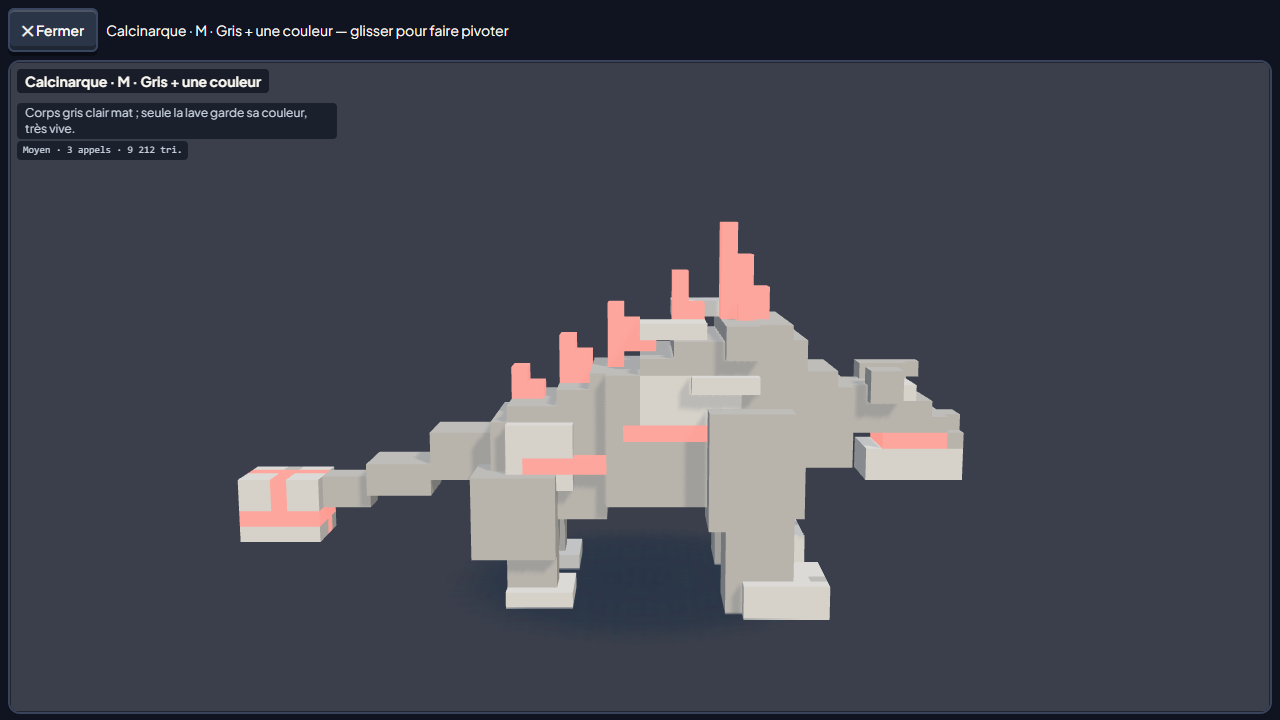 ✕ Fermer
Calcinarque · M · Gris + une couleur — glisser pour faire pivoter
Calcinarque · M · Gris + une couleur
Corps gris clair mat ; seule la lave garde sa couleur,
très vive.
Moyen · 3 appels · 9 212 tri.